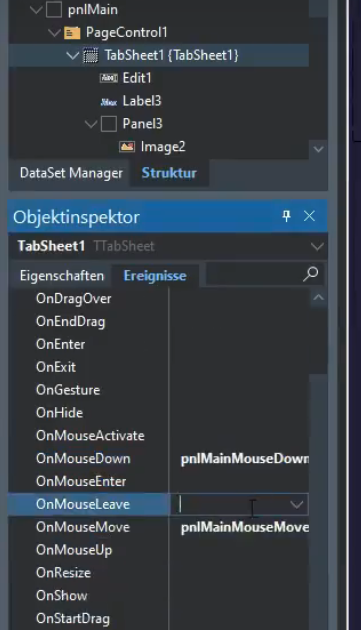 pnlMain
PageControl1
TabSheet1 {TabSheet1}
Edit1
Label3
Panel3
Image2
DataSet Manager Struktur
Objektinspektor
TabSheet1 TTabSheet
Eigenschaften Ereignisse
OnDragOver
OnEndDrag
OnEnter
OnExit
OnGesture
OnHide
OnMouseActivate
OnMouseDown pnlMainMouseDown
OnMouseEnter
OnMouseLeave
OnMouseMove pnlMainMouseMove
OnMouseUp
OnResize
OnShow
OnStartDrag